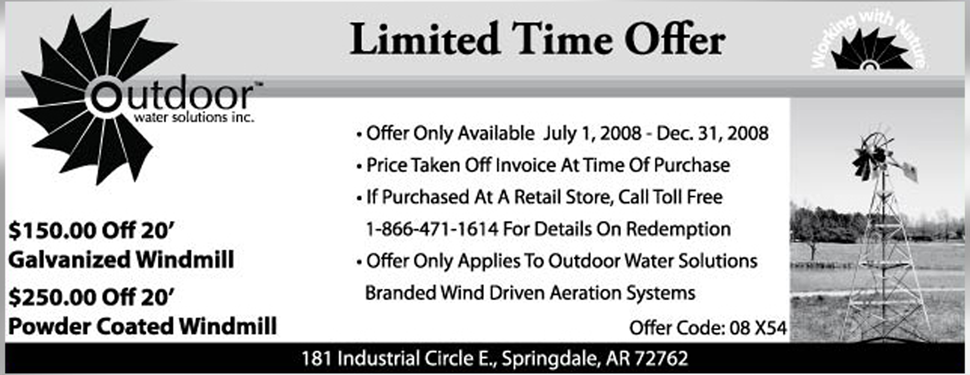 Limited Time Offer
Working with Nature
Outdoor™
water solutions inc.
• Offer Only Available July 1, 2008 - Dec. 31, 2008
• Price Taken Off Invoice At Time Of Purchase
• If Purchased At A Retail Store, Call Toll Free
1-866-471-1614 For Details On Redemption
• Offer Only Applies To Outdoor Water Solutions
Branded Wind Driven Aeration Systems
$150.00 Off 20’
Galvanized Windmill
$250.00 Off 20’
Powder Coated Windmill
Offer Code: 08 X54
181 Industrial Circle E., Springdale, AR 72762